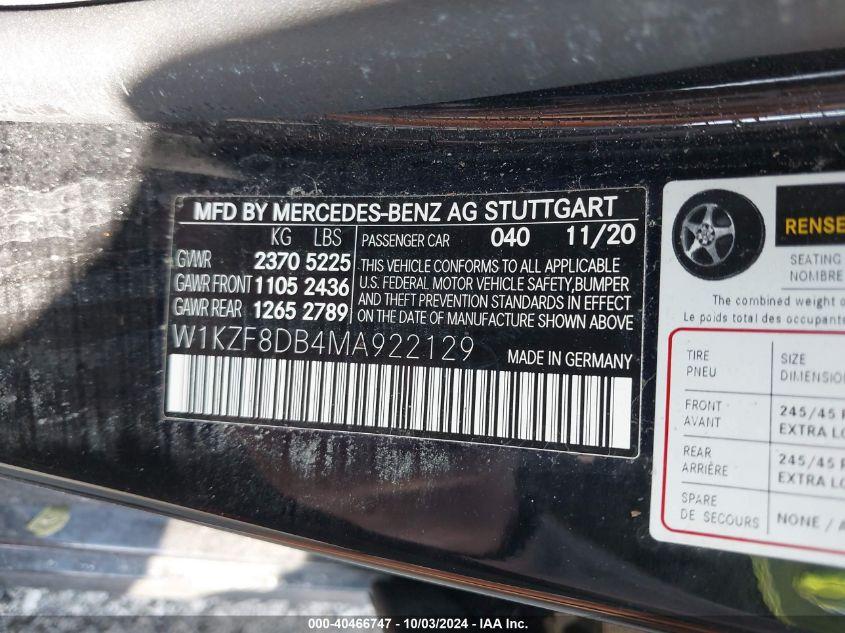 MFD BY MERCEDES-BENZ AG STUTTGART
KG LBS
GVWR 2370 5225
GAWR FRONT 1105 2436
GAWR REAR 1265 2789
PASSENGER CAR 040 11/20
THIS VEHICLE CONFORMS TO ALL APPLICABLE
U.S. FEDERAL MOTOR VEHICLE SAFETY, BUMPER
AND THEFT PREVENTION STANDARDS IN EFFECT
ON THE DATE OF MANUFACTURE SHOWN ABOVE
W1KZF8DB4MA922129 MADE IN GERMANY
RENSE
SEATING
NOMBRE
The combined weight o
Le poids total combiné
TIRE SIZE
PNEU DIMENSION
FRONT 245/45
AVANT EXTRA LO
REAR 245/45
ARRIÈRE EXTRA LO
SPARE NONE / A
DE SECOURS
000-40466747 - 10/03/2024 - IAA Inc.